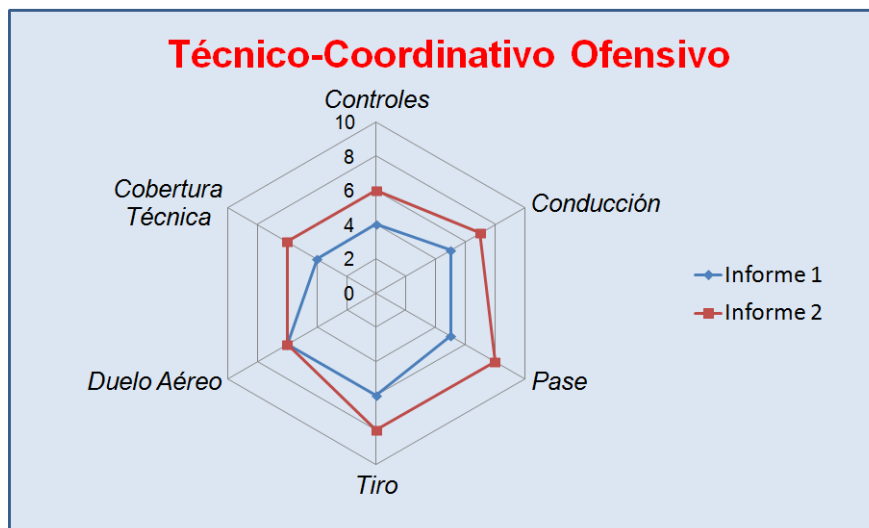 Técnico-Coordinativo Ofensivo
Controles
10
8
6
4
2
0
Cobertura
Técnica
Conducción
Informe 1
Informe 2
Duelo Aéreo
Pase
Tiro